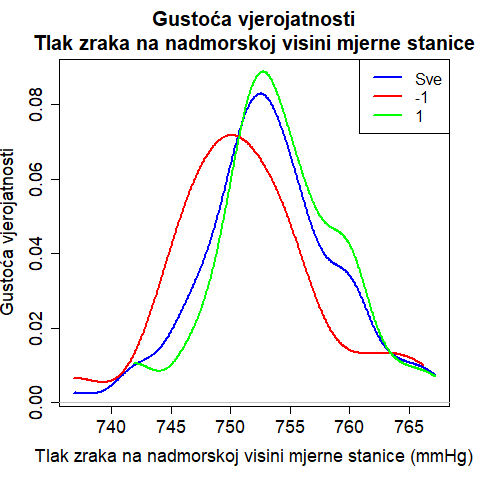 Gustoća vjerojatnosti
Tlak zraka na nadmorskoj visini mjerne stanice
Sve
-1
1
Gustoća vjerojatnosti
0.08
0.06
0.04
0.02
0.00
740 745 750 755 760 765
Tlak zraka na nadmorskoj visini mjerne stanice (mmHg)